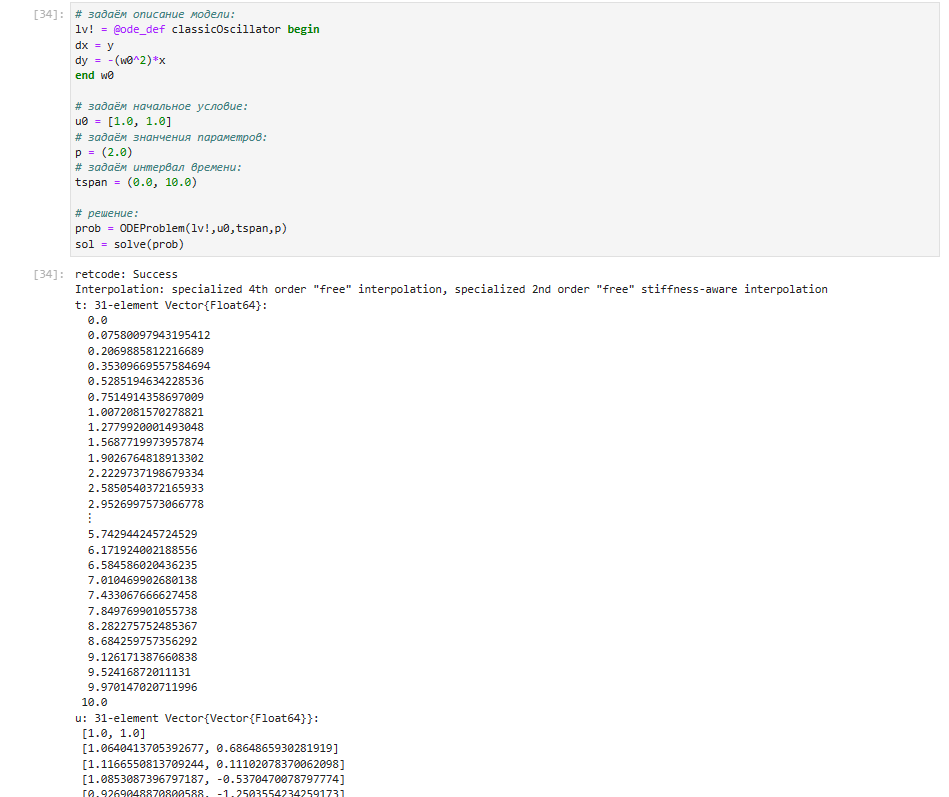 [34]: # задаём описание модели:
lv! = @ode_def classicOscillator begin
dx = y
dy = -(w0^2)*x
end w0
# задаём начальное условие:
u0 = [1.0, 1.0]
# задаём знанчения параметров:
p = (2.0)
# задаём интервал времени:
tspan = (0.0, 10.0)
# решение:
prob = ODEProblem(lv!,u0,tspan,p)
sol = solve(prob)
[34]: retcode: Success
Interpolation: specialized 4th order "free" interpolation, specialized 2nd order "free" stiffness-aware interpolation
t: 31-element Vector{Float64}:
0.0
0.07580097943195412
0.2069885812216689
0.35309669557584694
0.5285194634228536
0.7514914358697009
1.0072081570278821
1.2779920001493048
1.5687719973957874
1.9026764818913302
2.2229737198679334
2.5850540372165933
2.9526997573066778
⋮
5.742944245724529
6.171924002188556
6.584586020436235
7.010469902680138
7.433067666627458
7.849769901055738
8.282275752485367
8.684259757356292
9.126171387660838
9.52416872011131
9.970147020711996
10.0
u: 31-element Vector{Vector{Float64}}:
[1.0, 1.0]
[1.0640413705392677, 0.6864865930281919]
[1.1166550813709244, 0.11102078370062098]
[1.0853087396797187, -0.5370470078797774]
[0.9269048870800588, -1.2503554234259173]